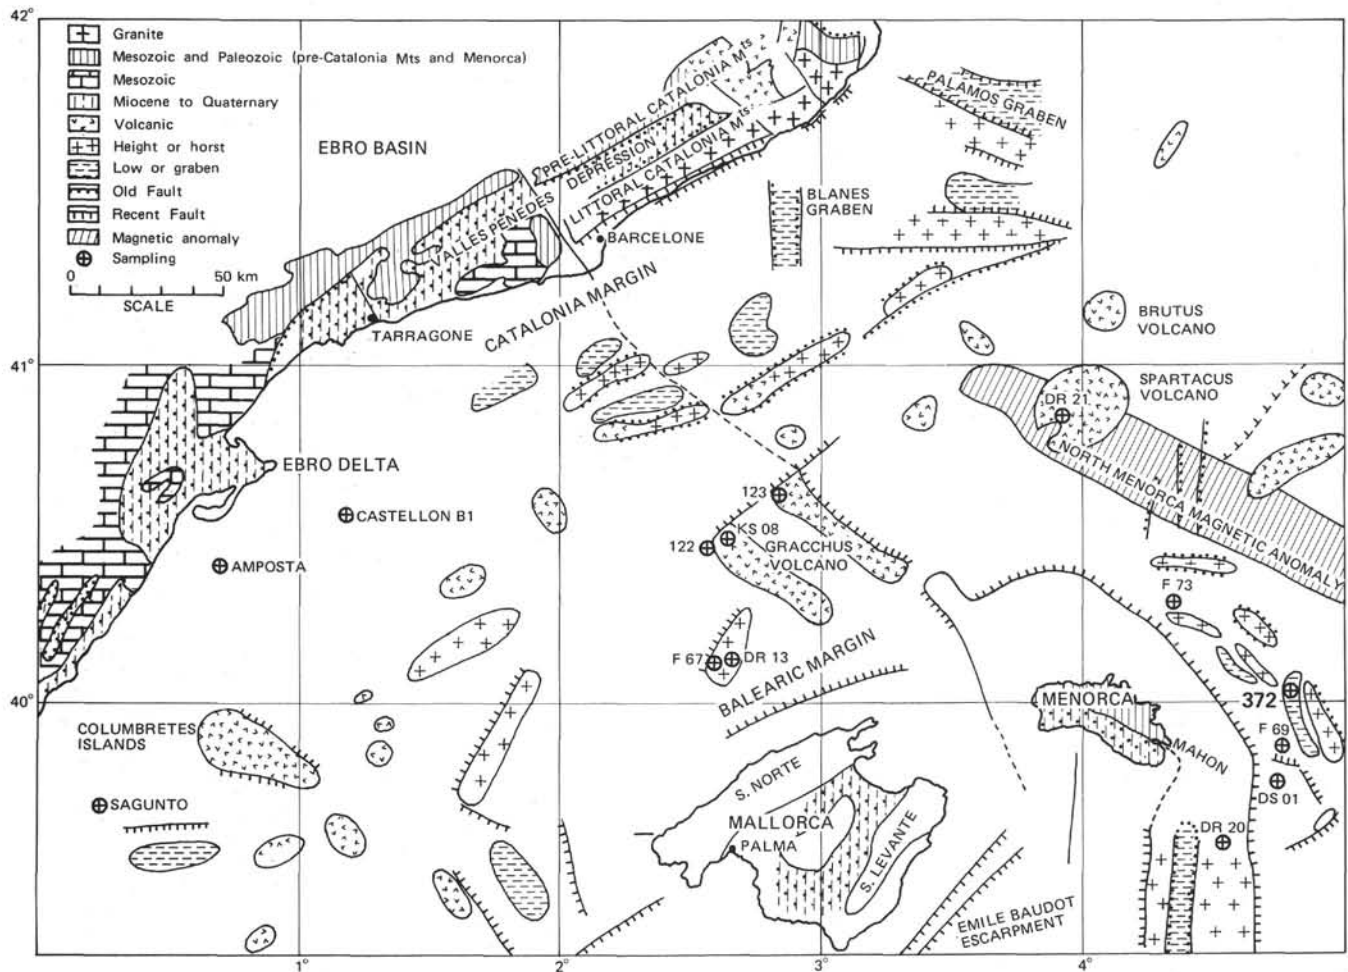 42°
Granite
Mesozoic and Paleozoic (pre-Catalonia Mts and Menorca)
Mesozoic
Miocene to Quaternary
Volcanic
Height or horst
Low or graben
Old Fault
Recent Fault
Magnetic anomaly
Sampling
0 50 km
SCALE
EBRO BASIN
PRE-LITTORAL CATALONIA Mts
DEPRESSION
LITTORAL CATALONIA Mts
VALLES PENEDES
BARCELONE
TARRAGONE
CATALONIA MARGIN
PALAMOS GRABEN
BLANES
GRABEN
BRUTUS
VOLCANO
41°
SPARTACUS
VOLCANO
DR 21
NORTH MENORCA MAGNETIC ANOMALY
EBRO DELTA
CASTELLON B1
AMPOSTA
123
KS 08
122
GRACCHUS
VOLCANO
F 73
F 67
DR 13
BALEARIC MARGIN
40°
MENORCA
372
F 69
MAHON
DS 01
DR 20
COLUMBRETES
ISLANDS
SAGUNTO
S. NORTE
MALLORCA
PALMA
S. LEVANTE
EMILE BAUDOT
ESCARPMENT
1° 2° 3° 4°